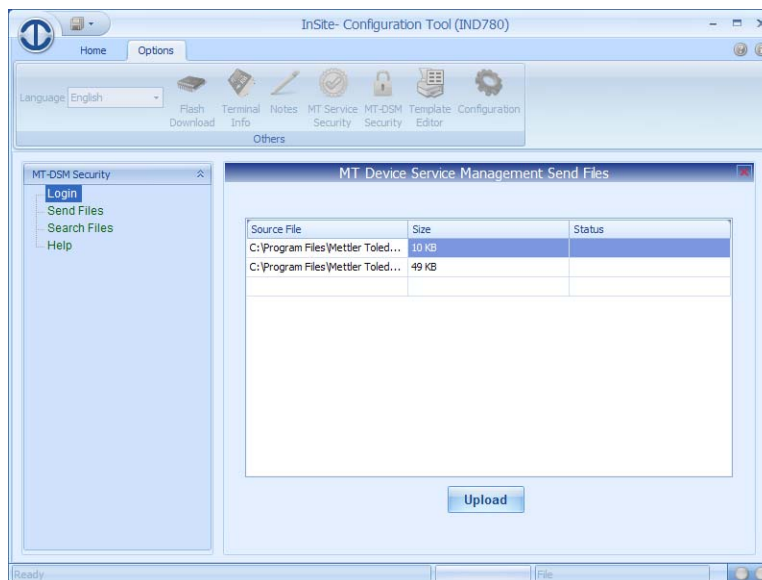 InSite- Configuration Tool (IND780)
Home Options
Language English
Flash Download
Terminal Info
Notes
MT Service Security
MT-DSM Security
Template Editor
Configuration
Others
MT-DSM Security
Login
Send Files
Search Files
Help
MT Device Service Management Send Files
Source File Size Status
C:\Program Files\Mettler Toled... 10 KB
C:\Program Files\Mettler Toled... 49 KB
Upload
Ready File